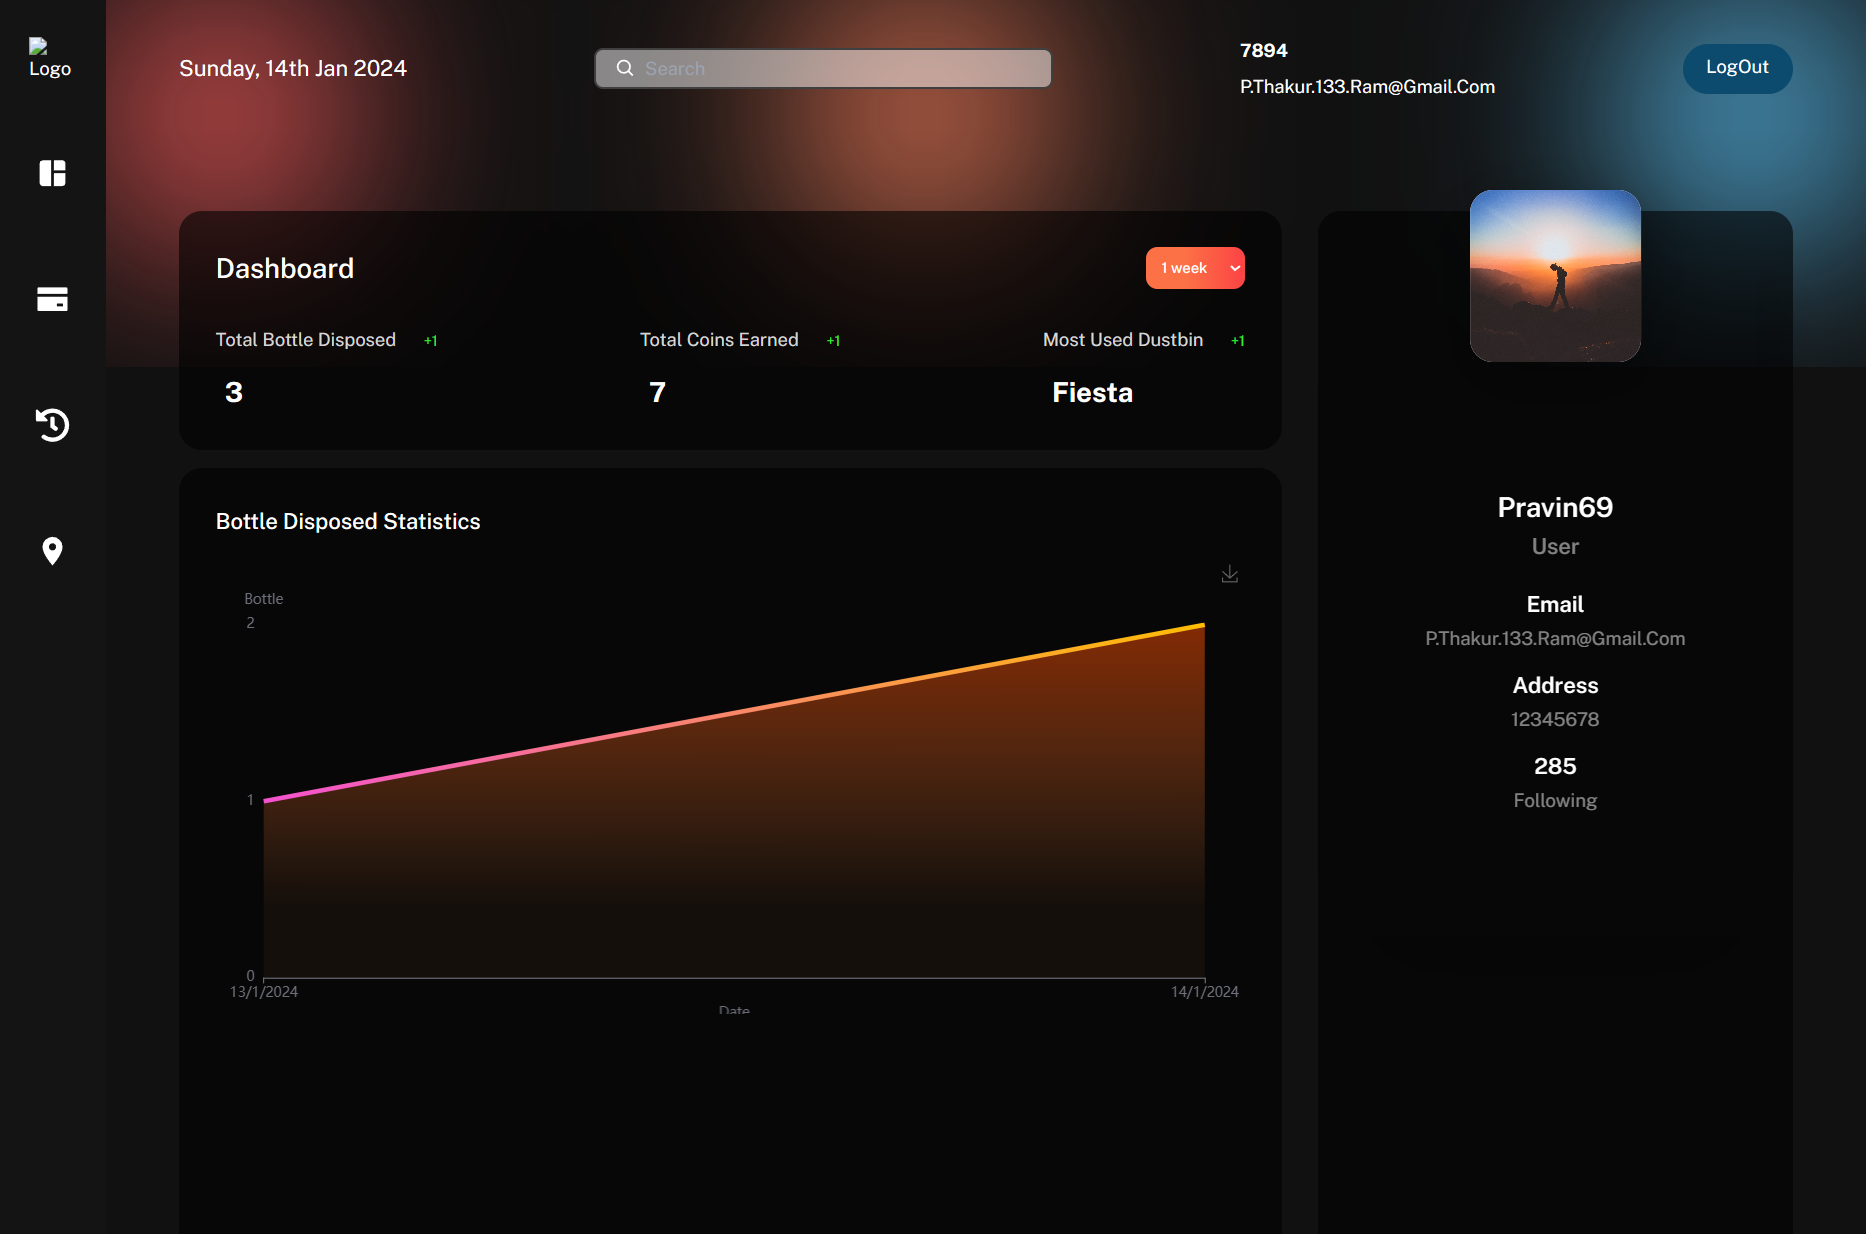 Logo
Sunday, 14th Jan 2024
Search
7894
P.Thakur.133.Ram@Gmail.Com
LogOut
Dashboard
1 week
Total Bottle Disposed +1
3
Total Coins Earned +1
7
Most Used Dustbin +1
Fiesta
Bottle Disposed Statistics
Bottle
2
1
0
13/1/2024
14/1/2024
Date
Pravin69
User
Email
P.Thakur.133.Ram@Gmail.Com
Address
12345678
285
Following